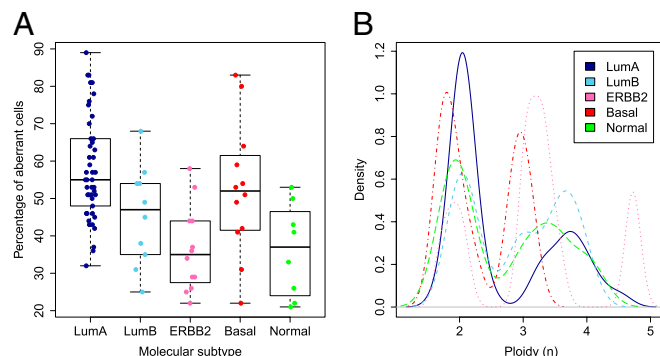 A
Percentage of aberrant cells
90
80
70
60
50
40
30
20
LumA LumB ERBB2 Basal Normal
Molecular subtype
B
Density
1.2
1.0
0.8
0.6
0.4
0.2
0.0
LumA
LumB
ERBB2
Basal
Normal
2 3 4 5
Ploidy (n)